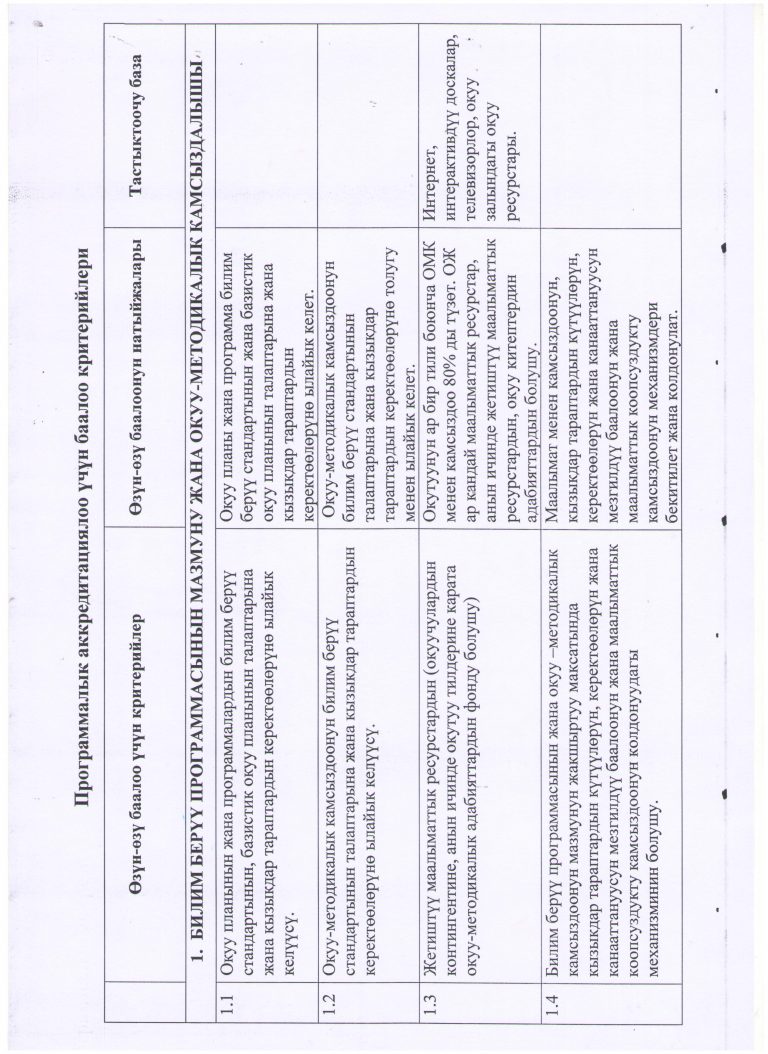 Программалык аккредитациялоо үчүн баалоо критерийлери
Өзүн-өзү баалоо үчүн критерийлер
Өзүн-өзү баалоонун натыйжалары
Тастыктоочу база
1. БИЛИМ БЕРҮҮ ПРОГРАММАСЫНЫН МАЗМУНУ ЖАНА ОКУУ-МЕТОДИКАЛЫК КАМСЫЗДАЛЫШЫ
1.1
Окуу планынын жана программалардын билим берүү
стандартынын, базистик окуу планынын талаптарына
жана кызыкдар тараптардын керектөөлөрүнө ылайык
келүүсү.
Окуу планы жана программа билим
берүү стандартынын жана базистик
окуу планынын талаптарына жана
кызыкдар тараптардын
керектөөлөрүнө ылайык келет.
1.2
Окуу-методикалык камсыздоонун билим берүү
стандартынын талаптарына жана кызыкдар тараптардын
керектөөлөрүнө ылайык келүүсү.
Окуу-методикалык камсыздоонун
билим берүү стандартынын
талаптарына жана кызыкдар
тараптардын керектөөлөрүнө толугу
менен ылайык келет.
1.3
Жетиштүү маалыматтык ресурстардын (окуучулардын
контингентине, анын ичинде окутуу тилдерине карата
окуу-методикалык адабияттардын фонду болушу)
Окутуунун ар бир тили боюнча ОМК
менен камсыздоо 80% ды түзөт. ОЖ
ар кандай маалыматтык ресурстар,
анын ичинде жетиштүү маалыматтык
ресурстардын, окуу китептердин
адабияттардын болушу.
Интернет,
интерактивдүү доскалар,
телевизорлор, окуу
залындагы окуу
ресурстары.
1.4
Билим берүү программасынын жана окуу –методикалык
камсыздоонун мазмунун жакшыртуу максатында
кызыкдар тараптардын күтүүлөрүн, керектөөлөрүн жана
канааттануусун мезгилдүү баалоонун жана маалыматтык
коопсуздукту камсыздоонун колдонуудагы
механизминин болушу.
Маалымат менен камсыздоонун,
кызыкдар тараптардын күтүүлөрүн,
керектөөлөрүн жана канааттануусун
мезгилдүү баалоонун жана
маалыматтык коопсуздукту
камсыздоонун механизмдери
бекитилет жана колдонулат.